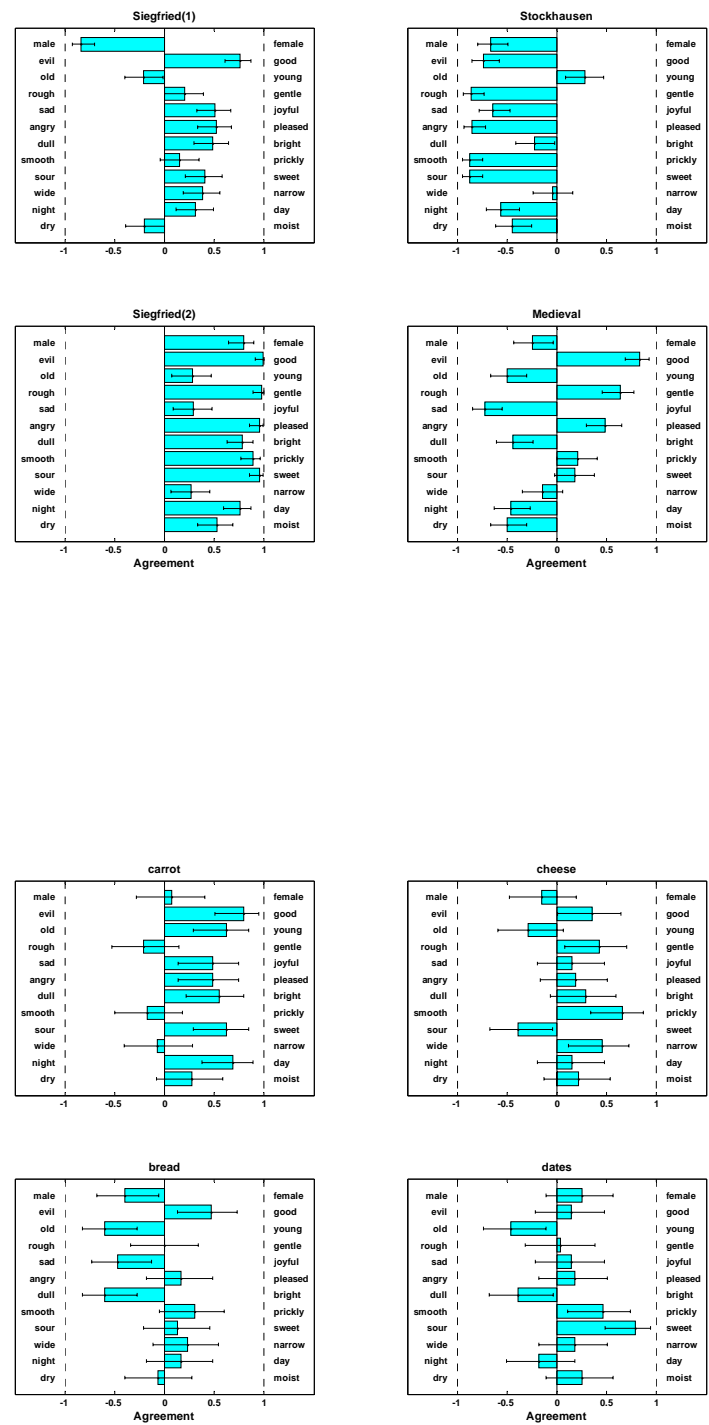 Siegfried(1)
male female
evil good
old young
rough gentle
sad joyful
angry pleased
dull bright
smooth prickly
sour sweet
wide narrow
night day
dry moist
-1 -0.5 0 0.5 1
Stockhausen
male female
evil good
old young
rough gentle
sad joyful
angry pleased
dull bright
smooth prickly
sour sweet
wide narrow
night day
dry moist
-1 -0.5 0 0.5 1
Siegfried(2)
male female
evil good
old young
rough gentle
sad joyful
angry pleased
dull bright
smooth prickly
sour sweet
wide narrow
night day
dry moist
-1 -0.5 0 0.5 1
Agreement
Medieval
male female
evil good
old young
rough gentle
sad joyful
angry pleased
dull bright
smooth prickly
sour sweet
wide narrow
night day
dry moist
-1 -0.5 0 0.5 1
Agreement
carrot
male female
evil good
old young
rough gentle
sad joyful
angry pleased
dull bright
smooth prickly
sour sweet
wide narrow
night day
dry moist
-1 -0.5 0 0.5 1
cheese
male female
evil good
old young
rough gentle
sad joyful
angry pleased
dull bright
smooth prickly
sour sweet
wide narrow
night day
dry moist
-1 -0.5 0 0.5 1
bread
male female
evil good
old young
rough gentle
sad joyful
angry pleased
dull bright
smooth prickly
sour sweet
wide narrow
night day
dry moist
-1 -0.5 0 0.5 1
Agreement
dates
male female
evil good
old young
rough gentle
sad joyful
angry pleased
dull bright
smooth prickly
sour sweet
wide narrow
night day
dry moist
-1 -0.5 0 0.5 1
Agreement